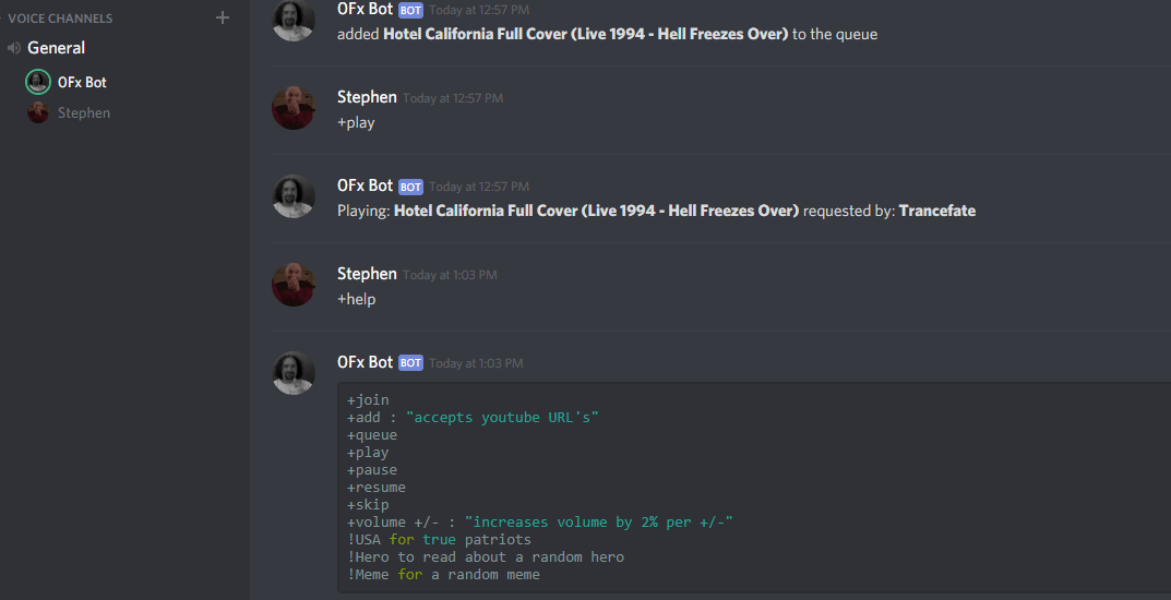 VOICE CHANNELS +
General
OFx Bot
Stephen
OFx Bot BOT Today at 12:57 PM
added Hotel California Full Cover (Live 1994 - Hell Freezes Over) to the queue
Stephen Today at 12:57 PM
+play
OFx Bot BOT Today at 12:57 PM
Playing: Hotel California Full Cover (Live 1994 - Hell Freezes Over) requested by: Trancefate
Stephen Today at 1:03 PM
+help
OFx Bot BOT Today at 1:03 PM
+join
+add : "accepts youtube URL's"
+queue
+play
+pause
+resume
+skip
+volume +/- : "increases volume by 2% per +/-"
!USA for true patriots
!Hero to read about a random hero
!Meme for a random meme